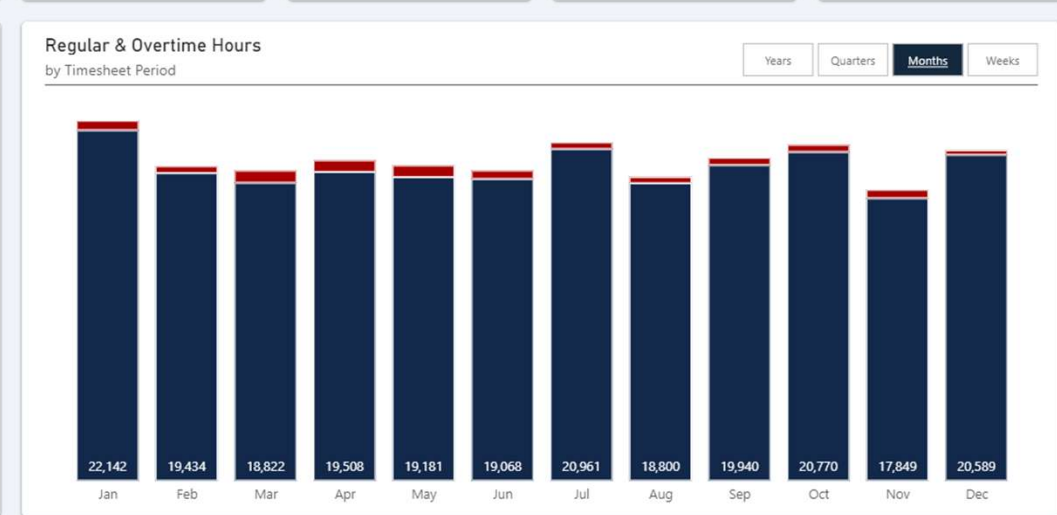 Regular & Overtime Hours
by Timesheet Period
Years Quarters Months Weeks
22,142 19,434 18,822 19,508 19,181 19,068 20,961 18,800 19,940 20,770 17,849 20,589
Jan Feb Mar Apr May Jun Jul Aug Sep Oct Nov Dec